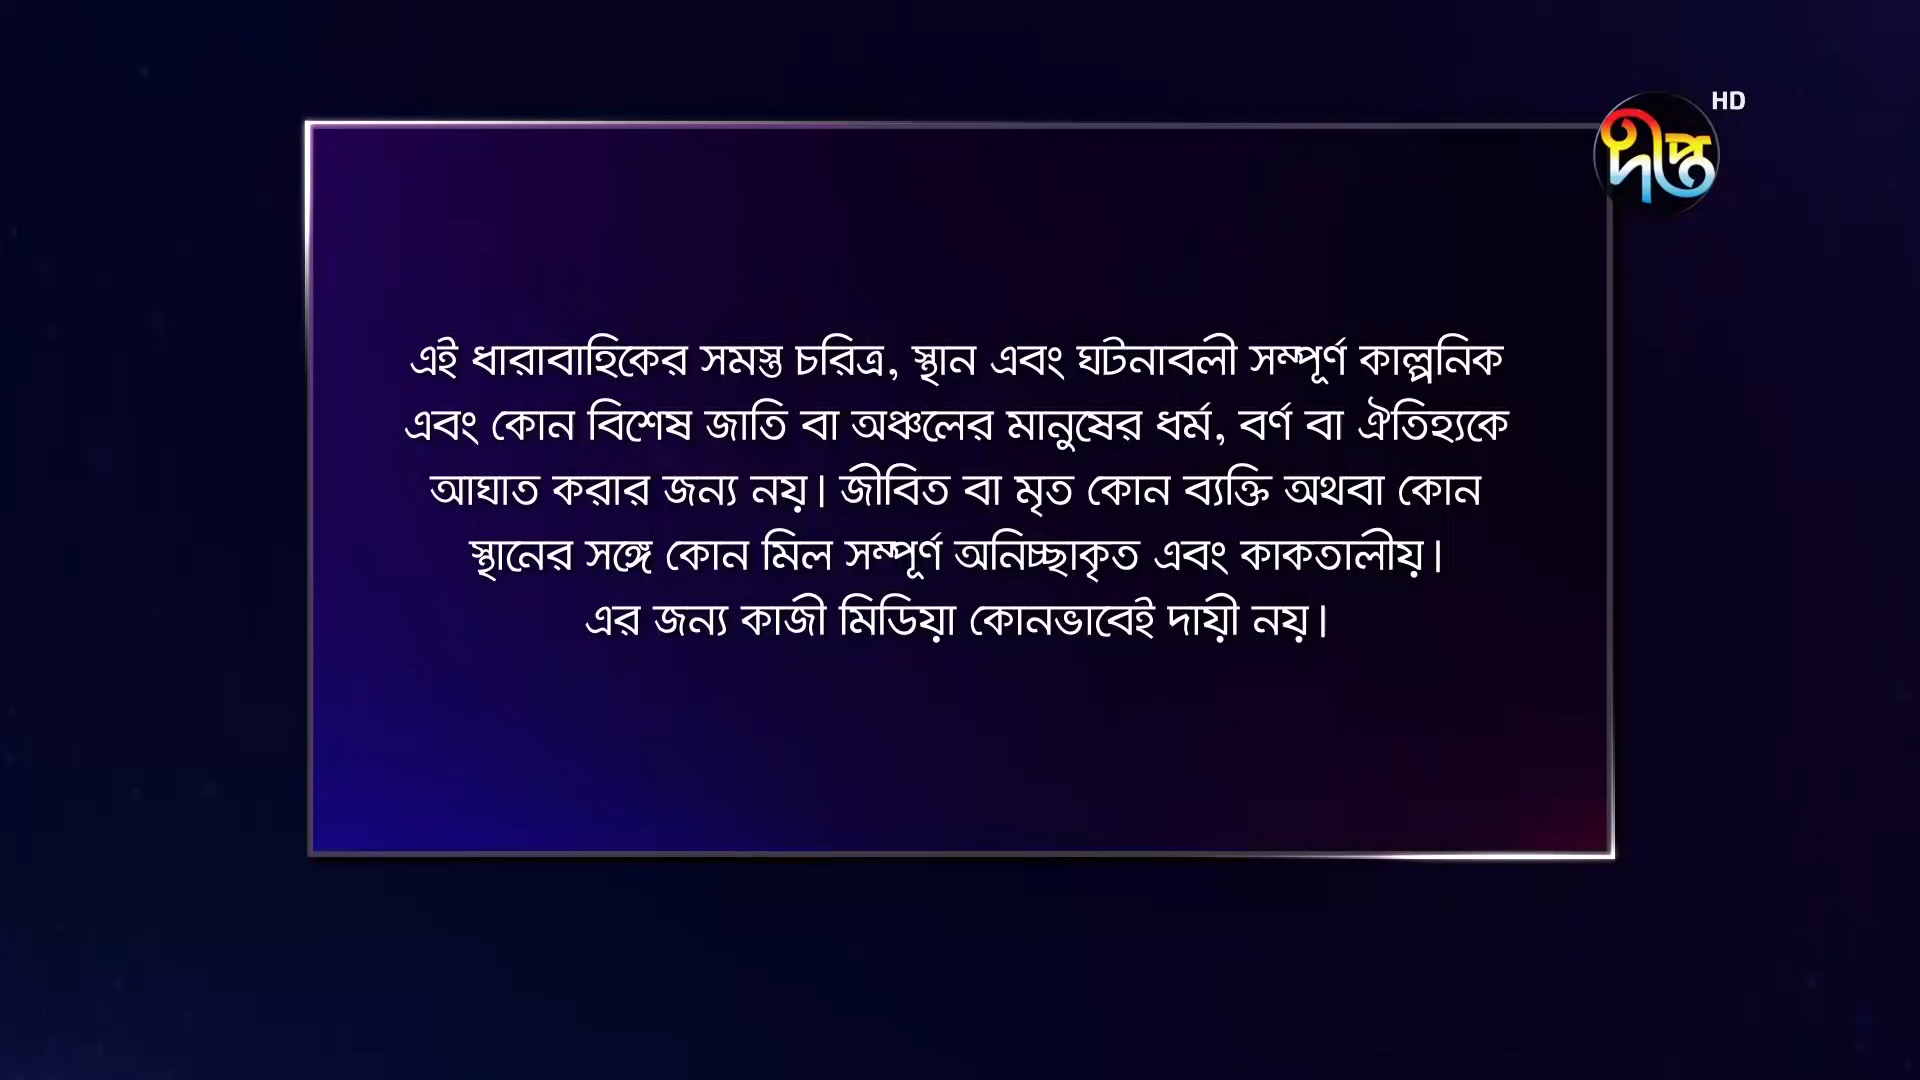 HD
দীপ্ত
এই ধারাবাহিকের সমস্ত চরিত্র, স্থান এবং ঘটনাবলী সম্পূর্ণ কাল্পনিক
এবং কোন বিশেষ জাতি বা অঞ্চলের মানুষের ধর্ম, বর্ণ বা ঐতিহ্যকে
আঘাত করার জন্য নয়। জীবিত বা মৃত কোন ব্যক্তি অথবা কোন
স্থানের সঙ্গে কোন মিল সম্পূর্ণ অনিচ্ছাকৃত এবং কাকতালীয়।
এর জন্য কাজী মিডিয়া কোনভাবেই দায়ী নয়।